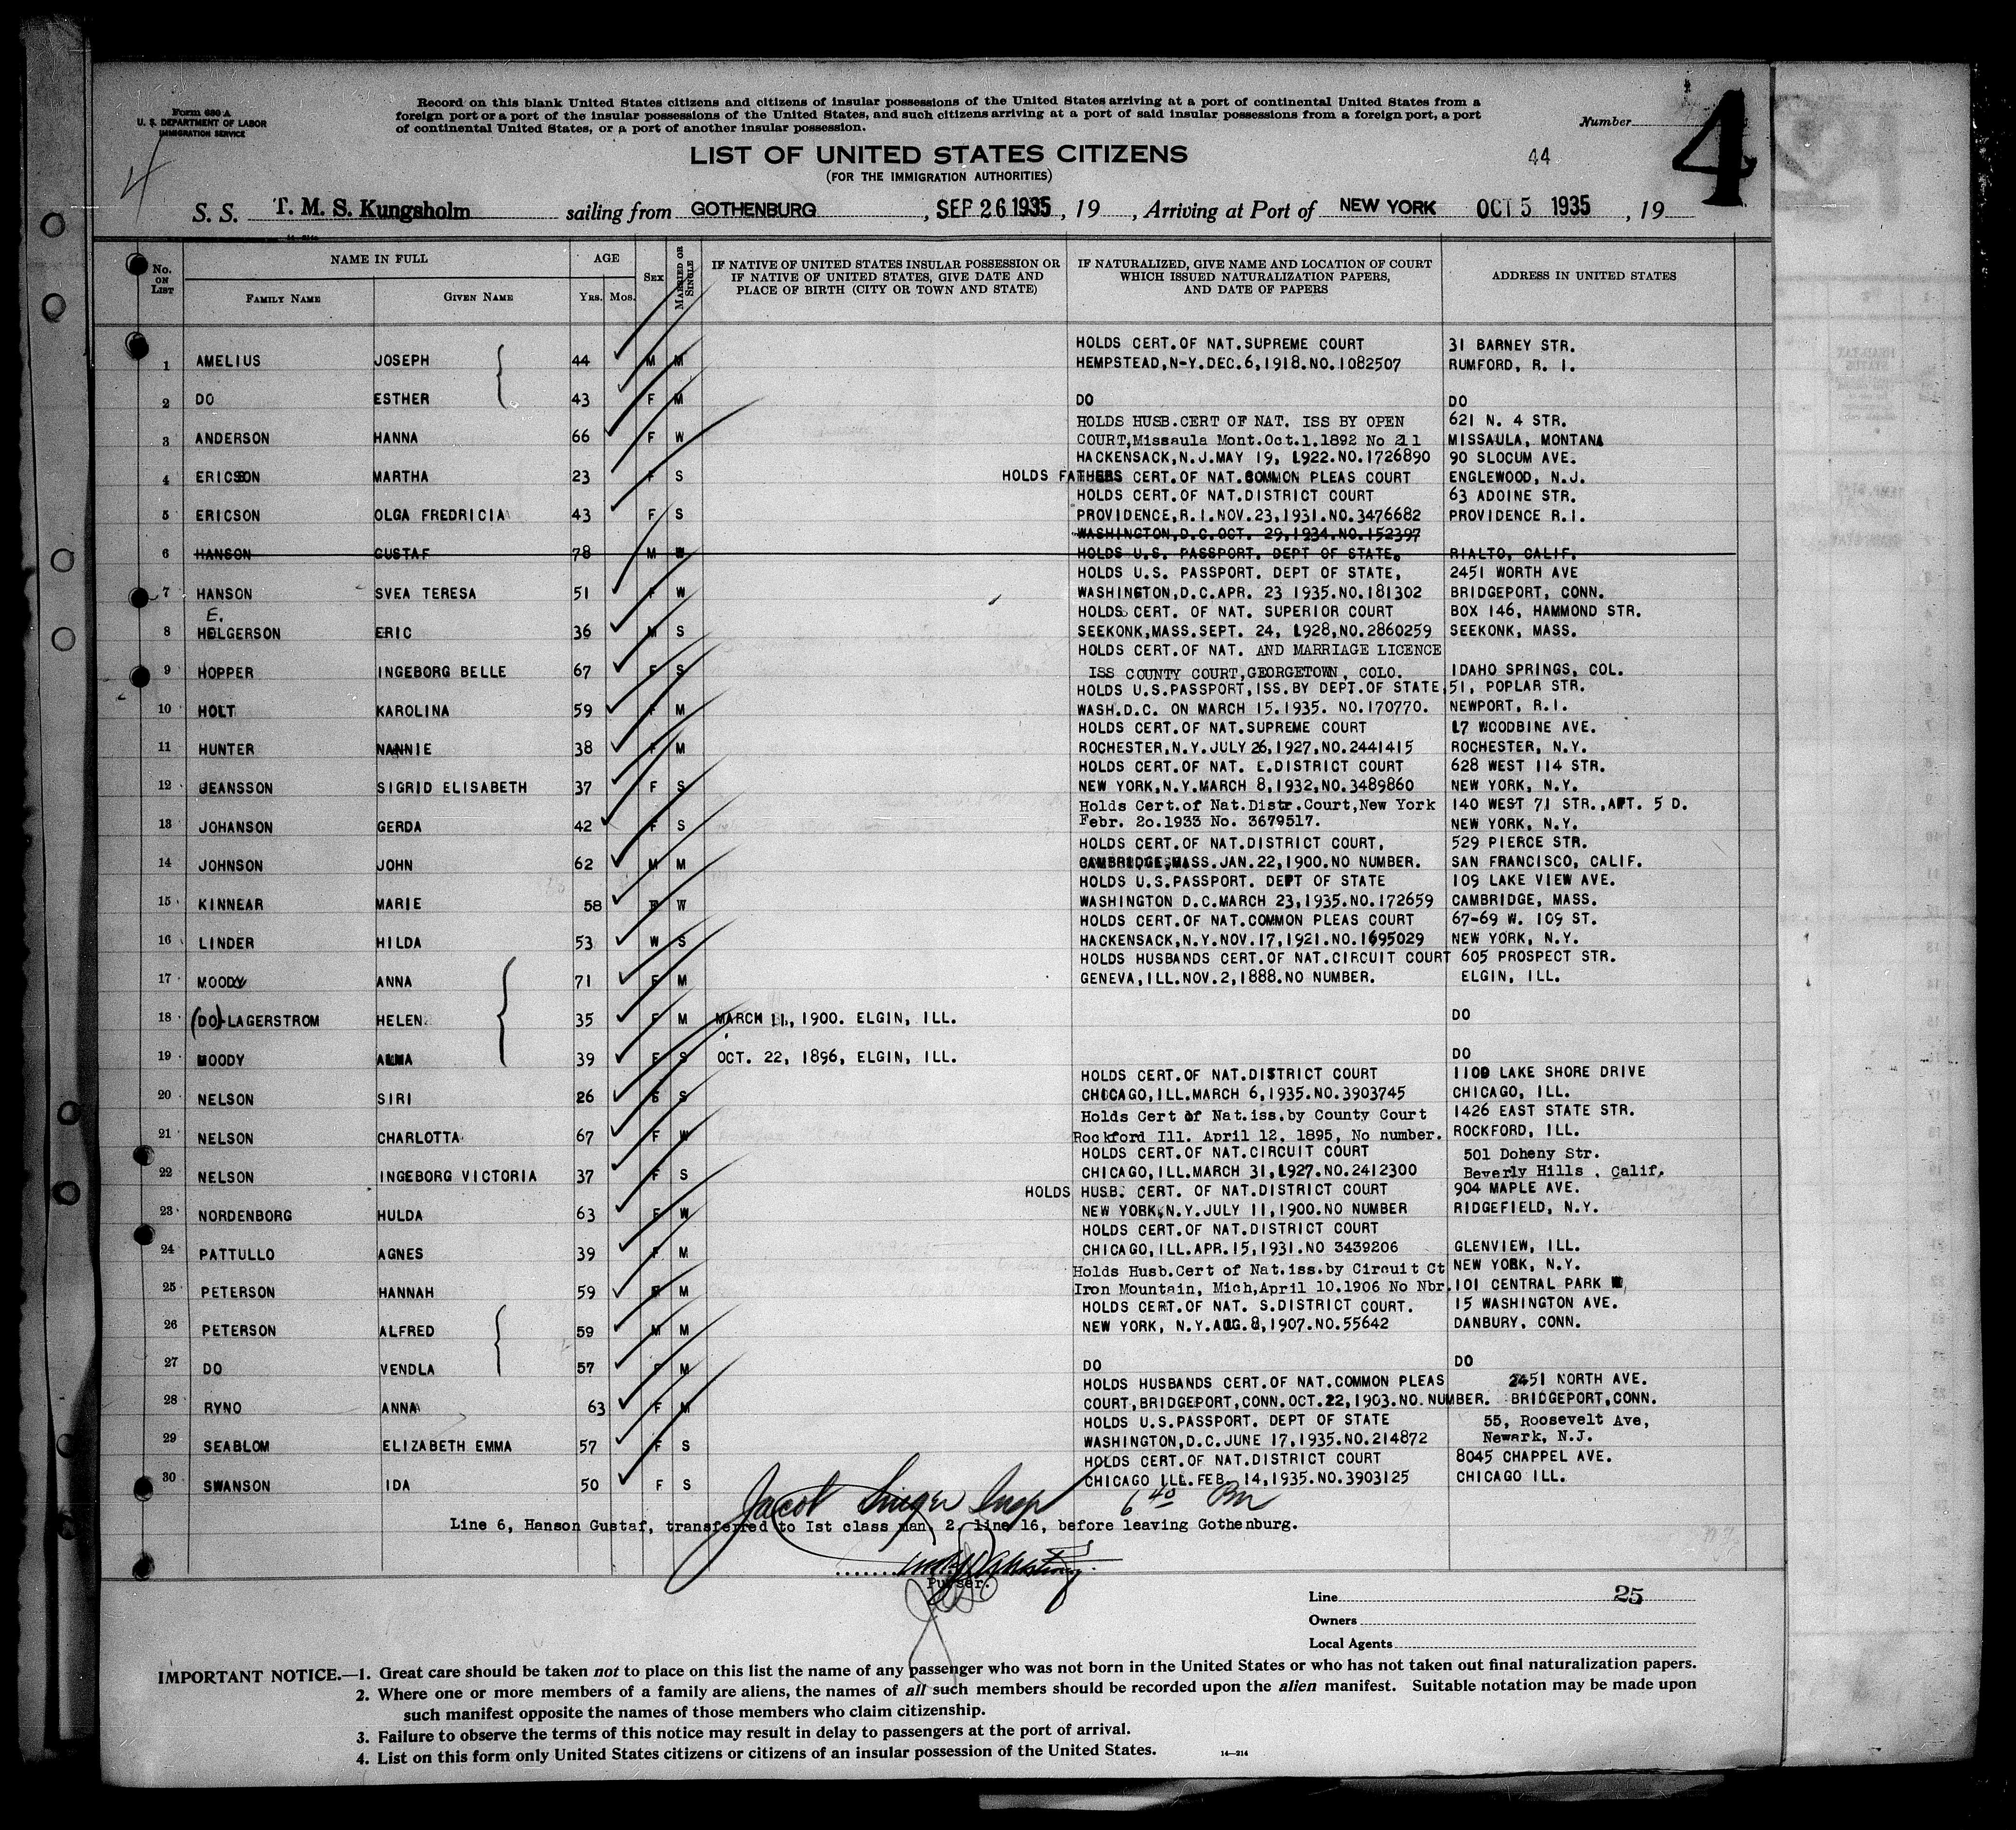 Form 630 A
U. S. DEPARTMENT OF LABOR
IMMIGRATION SERVICE
4
Record on this blank United States citizens and citizens of insular possessions of the United States arriving at a port of continental United States from a
foreign port or a port of the insular possessions of the United States, and such citizens arriving at a port of said insular possessions from a foreign port, a port
of continental United States, or a port of another insular possession.
Number
4
LIST OF UNITED STATES CITIZENS
44
(FOR THE IMMIGRATION AUTHORITIES)
S. S. T. M. S. Kungsholm sailing from GOTHENBURG, SEP 26 1935, 19, Arriving at Port of NEW YORK OCT 5 1935, 19
No. ON LIST
NAME IN FULL
FAMILY NAME
GIVEN NAME
AGE
YRS. MOS.
SEX
MARRIED OR SINGLE
IF NATIVE OF UNITED STATES INSULAR POSSESSION OR
IF NATIVE OF UNITED STATES, GIVE DATE AND
PLACE OF BIRTH (CITY OR TOWN AND STATE)
IF NATURALIZED, GIVE NAME AND LOCATION OF COURT
WHICH ISSUED NATURALIZATION PAPERS,
AND DATE OF PAPERS
ADDRESS IN UNITED STATES
HOLDS CERT.OF NAT.SUPREME COURT 31 BARNEY STR.
1 AMELIUS JOSEPH 44 M M HEMPSTEAD,N-Y.DEC.6,1918.NO.1082507 RUMFORD, R. I.
2 DO ESTHER 43 F M DO DO
HOLDS HUSB.CERT OF NAT. ISS BY OPEN 621 N. 4 STR.
3 ANDERSON HANNA 66 F W COURT,Missaula Mont.Oct.1.1892 No 211 MISSAULA, MONTANA
HACKENSACK,N.J.MAY 19, 1922.NO.1726890 90 SLOCUM AVE.
4 ERICSON MARTHA 23 F S HOLDS FATHERS CERT.OF NAT.COMMON PLEAS COURT ENGLEWOOD, N.J.
HOLDS CERT.OF NAT.DISTRICT COURT 63 ADOINE STR.
5 ERICSON OLGA FREDRICIA 43 F S PROVIDENCE,R.I.NOV.23,1931.NO.3476682 PROVIDENCE R.I.
WASHINGTON,D.C.OCT. 29,1934.NO.152397
6 HANSON GUSTAF 78 M W HOLDS U.S. PASSPORT. DEPT OF STATE. RIALTO, CALIF.
HOLDS U.S. PASSPORT. DEPT OF STATE, 2451 WORTH AVE
7 HANSON SVEA TERESA 51 F W WASHINGTON,D.C.APR. 23 1935.NO.181302 BRIDGEPORT, CONN.
E. HOLDS CERT. OF NAT. SUPERIOR COURT BOX 146, HAMMOND STR.
8 HELGERSON ERIC 36 M S SEEKONK,MASS.SEPT. 24, 1928,NO.2860259 SEEKONK, MASS.
HOLDS CERT.OF NAT. AND MARRIAGE LICENCE
9 HOPPER INGEBORG BELLE 67 F S ISS COUNTY COURT,GEORGETOWN, COLO. IDAHO SPRINGS, COL.
HOLDS U.S.PASSPORT,ISS.BY DEPT.OF STATE, 51, POPLAR STR.
10 HOLT KAROLINA 59 F M WASH.D.C. ON MARCH 15.1935. NO.170770. NEWPORT, R.I.
HOLDS CERT.OF NAT.SUPREME COURT 17 WOODBINE AVE.
11 HUNTER NANNIE 38 F M ROCHESTER,N.Y.JULY 26,1927,NO.2441415 ROCHESTER, N.Y.
HOLDS CERT.OF NAT. E.DISTRICT COURT 628 WEST 114 STR.
12 JEANSSON SIGRID ELISABETH 37 F S NEW YORK,N.Y.MARCH 8,1932,NO.3489860 NEW YORK, N.Y.
Holds Cert.of Nat.Distr.Court,New York 140 WEST 71 STR.,APT. 5 D.
13 JOHANSON GERDA 42 F S Febr. 20.1933 No. 3679517. NEW YORK, N.Y.
HOLDS CERT.OF NAT.DISTRICT COURT, 529 PIERCE STR.
14 JOHNSON JOHN 62 M M CAMBRIDGE,MASS.JAN.22,1900.NO NUMBER. SAN FRANCISCO, CALIF.
HOLDS U.S.PASSPORT. DEPT OF STATE 109 LAKE VIEW AVE.
15 KINNEAR MARIE 58 F W WASHINGTON D.C.MARCH 23,1935.NO.172659 CAMBRIDGE, MASS.
HOLDS CERT.OF NAT.COMMON PLEAS COURT 67-69 W. 109 ST.
16 LINDER HILDA 53 W S HACKENSACK,N.Y.NOV.17,1921.NO.1695029 NEW YORK, N.Y.
HOLDS HUSBANDS CERT.OF NAT.CIRCUIT COURT 605 PROSPECT STR.
17 MOODY ANNA 71 F M GENEVA,ILL.NOV.2,1888.NO NUMBER. ELGIN, ILL.
18 (DO) LAGERSTROM HELEN 35 F M MARCH 11, 1900. ELGIN, ILL. DO
19 MOODY ALMA 39 F S OCT. 22, 1896, ELGIN, ILL. DO
HOLDS CERT.OF NAT.DISTRICT COURT 1100 LAKE SHORE DRIVE
20 NELSON SIRI 26 F S CHICAGO,ILL.MARCH 6,1935.NO.3903745 CHICAGO, ILL.
Holds Cert of Nat.iss.by County Court 1426 EAST STATE STR.
21 NELSON CHARLOTTA 67 F W Rockford Ill. April 12. 1895, No number. ROCKFORD, ILL.
HOLDS CERT.OF NAT.CIRCUIT COURT 501 Doheny Str.
22 NELSON INGEBORG VICTORIA 37 F S CHICAGO,ILL.MARCH 31,1927.NO.2412300 Beverly Hills , Calif.
HOLDS HUSB. CERT. OF NAT.DISTRICT COURT 904 MAPLE AVE.
23 NORDENBORG HULDA 63 F W NEW YORK,N.Y.JULY 11,1900.NO NUMBER RIDGEFIELD, N.Y.
HOLDS CERT.OF NAT.DISTRICT COURT
24 PATTULLO AGNES 39 F M CHICAGO,ILL.APR.15,1931.NO 3439206 GLENVIEW, ILL.
Holds Husb.Cert of Nat.iss.by Circuit Ct NEW YORK, N.Y.
25 PETERSON HANNAH 59 F M Iron Mountain, Mich,April 10.1906 No Nbr. 101 CENTRAL PARK W,
HOLDS CERT.OF NAT. S.DISTRICT COURT. 15 WASHINGTON AVE.
26 PETERSON ALFRED 59 M M NEW YORK, N.Y.AUG.8,1907.NO.55642 DANBURY, CONN.
27 DO VENDLA 57 F M DO DO
HOLDS HUSBANDS CERT.OF NAT.COMMON PLEAS 2451 NORTH AVE.
28 RYNO ANNA 63 F M COURT,BRIDGEPORT,CONN.OCT.22,1903.NO.NUMBER. BRIDGEPORT,CONN.
HOLDS U.S.PASSPORT. DEPT OF STATE 55, Roosevelt Ave,
29 SEABLOM ELIZABETH EMMA 57 F S WASHINGTON,D.C.JUNE 17,1935.NO.214872 Newark, N.J.
HOLDS CERT.OF NAT.DISTRICT COURT 8045 CHAPPEL AVE.
30 SWANSON IDA 50 F S CHICAGO ILL.FEB. 14,1935.NO.3903125 CHICAGO ILL.
Jacob Singer Insp 6 40 Pm
Line 6, Hanson Gustaf, transferred to Ist class man. 2, line 16, before leaving Gothenburg.
Purser.
Line 25
Owners
Local Agents
IMPORTANT NOTICE.—1. Great care should be taken not to place on this list the name of any passenger who was not born in the United States or who has not taken out final naturalization papers.
2. Where one or more members of a family are aliens, the names of all such members should be recorded upon the alien manifest. Suitable notation may be made upon
such manifest opposite the names of those members who claim citizenship.
3. Failure to observe the terms of this notice may result in delay to passengers at the port of arrival.
4. List on this form only United States citizens or citizens of an insular possession of the United States.
14—214